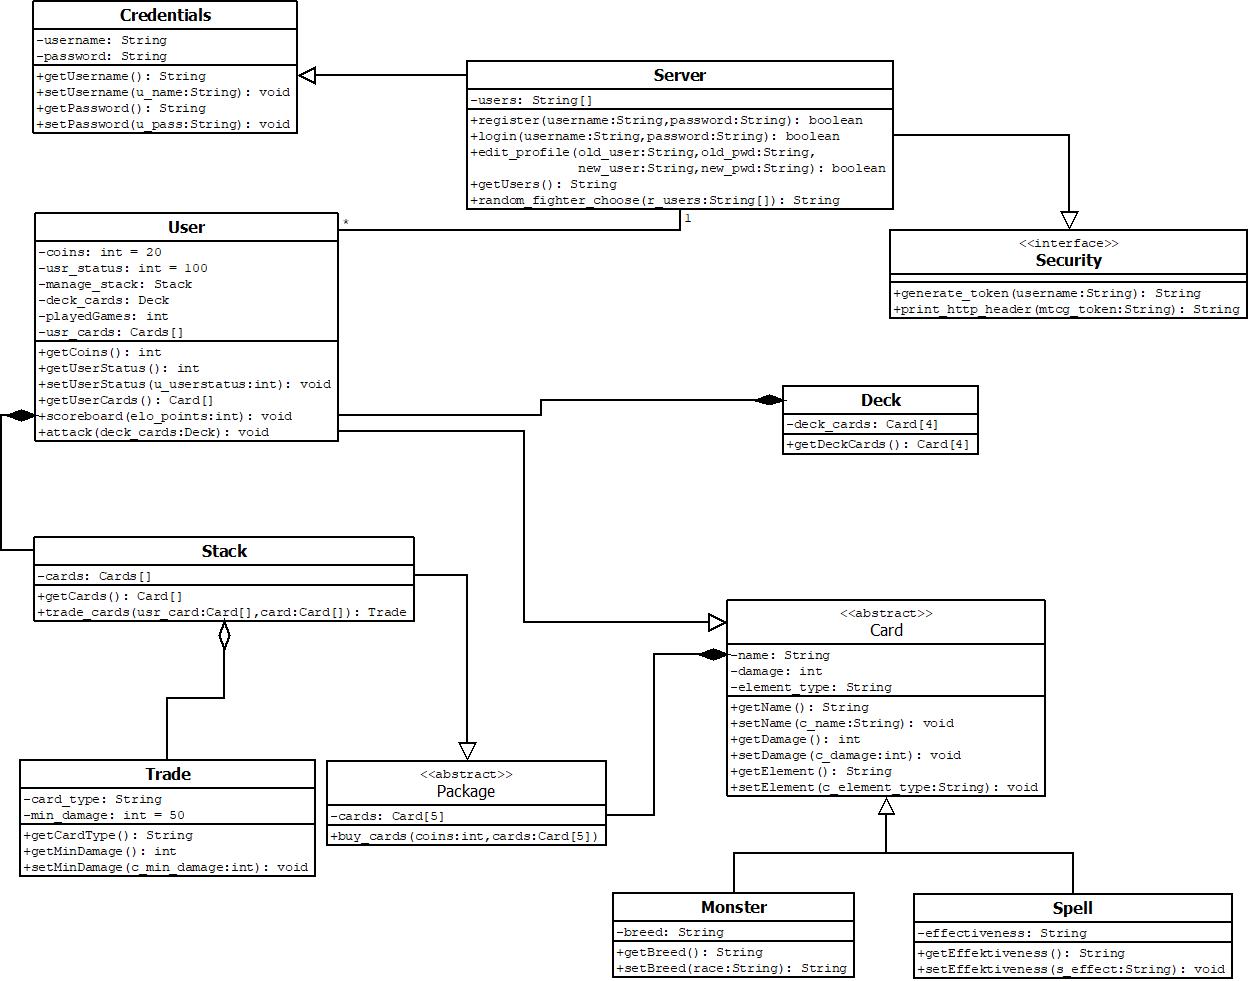 Credentials
-username: String
-password: String
+getUsername(): String
+setUsername(u_name:String): void
+getPassword(): String
+setPassword(u_pass:String): void
Server
-users: String[]
+register(username:String,password:String): boolean
+login(username:String,password:String): boolean
+edit_profile(old_user:String,old_pwd:String,
new_user:String,new_pwd:String): boolean
+getUsers(): String
+random_fighter_choose(r_users:String[]): String
1
*
User
-coins: int = 20
-usr_status: int = 100
-manage_stack: Stack
-deck_cards: Deck
-playedGames: int
-usr_cards: Cards[]
+getCoins(): int
+getUserStatus(): int
+setUserStatus(u_userstatus:int): void
+getUserCards(): Card[]
+scoreboard(elo_points:int): void
+attack(deck_cards:Deck): void
<<interface>>
Security
+generate_token(username:String): String
+print_http_header(mtcg_token:String): String
Deck
-deck_cards: Card[4]
+getDeckCards(): Card[4]
Stack
-cards: Cards[]
+getCards(): Card[]
+trade_cards(usr_card:Card[],card:Card[]): Trade
<<abstract>>
Card
-name: String
-damage: int
-element_type: String
+getName(): String
+setName(c_name:String): void
+getDamage(): int
+setDamage(c_damage:int): void
+getElement(): String
+setElement(c_element_type:String): void
Trade
-card_type: String
-min_damage: int = 50
+getCardType(): String
+getMinDamage(): int
+setMinDamage(c_min_damage:int): void
<<abstract>>
Package
-cards: Card[5]
+buy_cards(coins:int,cards:Card[5])
Monster
-breed: String
+getBreed(): String
+setBreed(race:String): String
Spell
-effectiveness: String
+getEffektiveness(): String
+setEffektiveness(s_effect:String): void